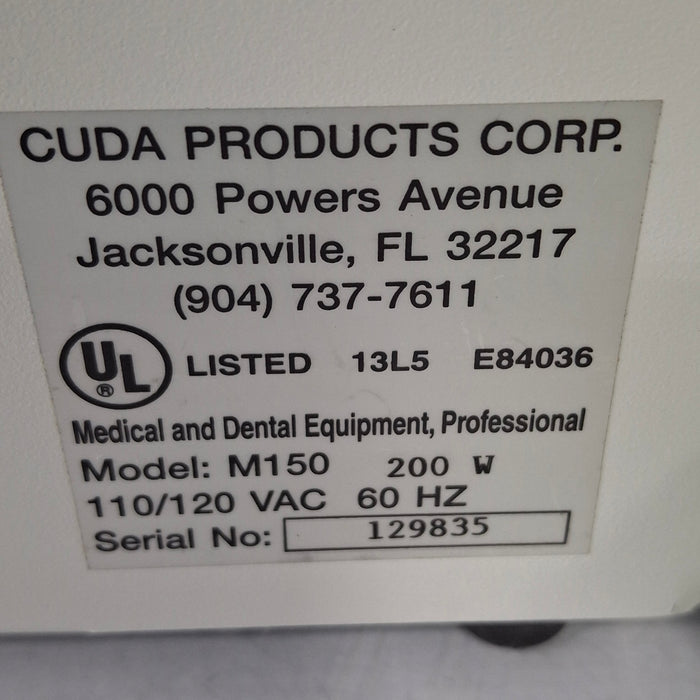 CUDA PRODUCTS CORP.
6000 Powers Avenue
Jacksonville, FL 32217
(904) 737-7611
UL® LISTED 13L5 E84036
Medical and Dental Equipment, Professional
Model: M150 200 W
110/120 VAC 60 HZ
Serial No: 129835